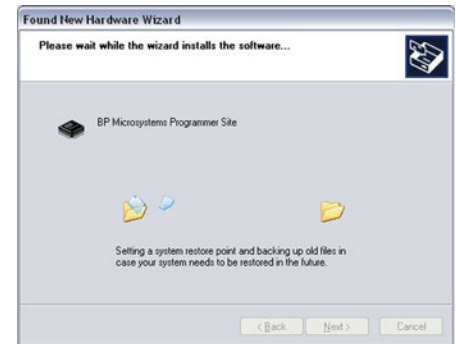 Found New Hardware Wizard
Please wait while the wizard installs the software...
BP Microsystems Programmer Site
Setting a system restore point and backing up old files in
case your system needs to be restored in the future.
< Back Next > Cancel